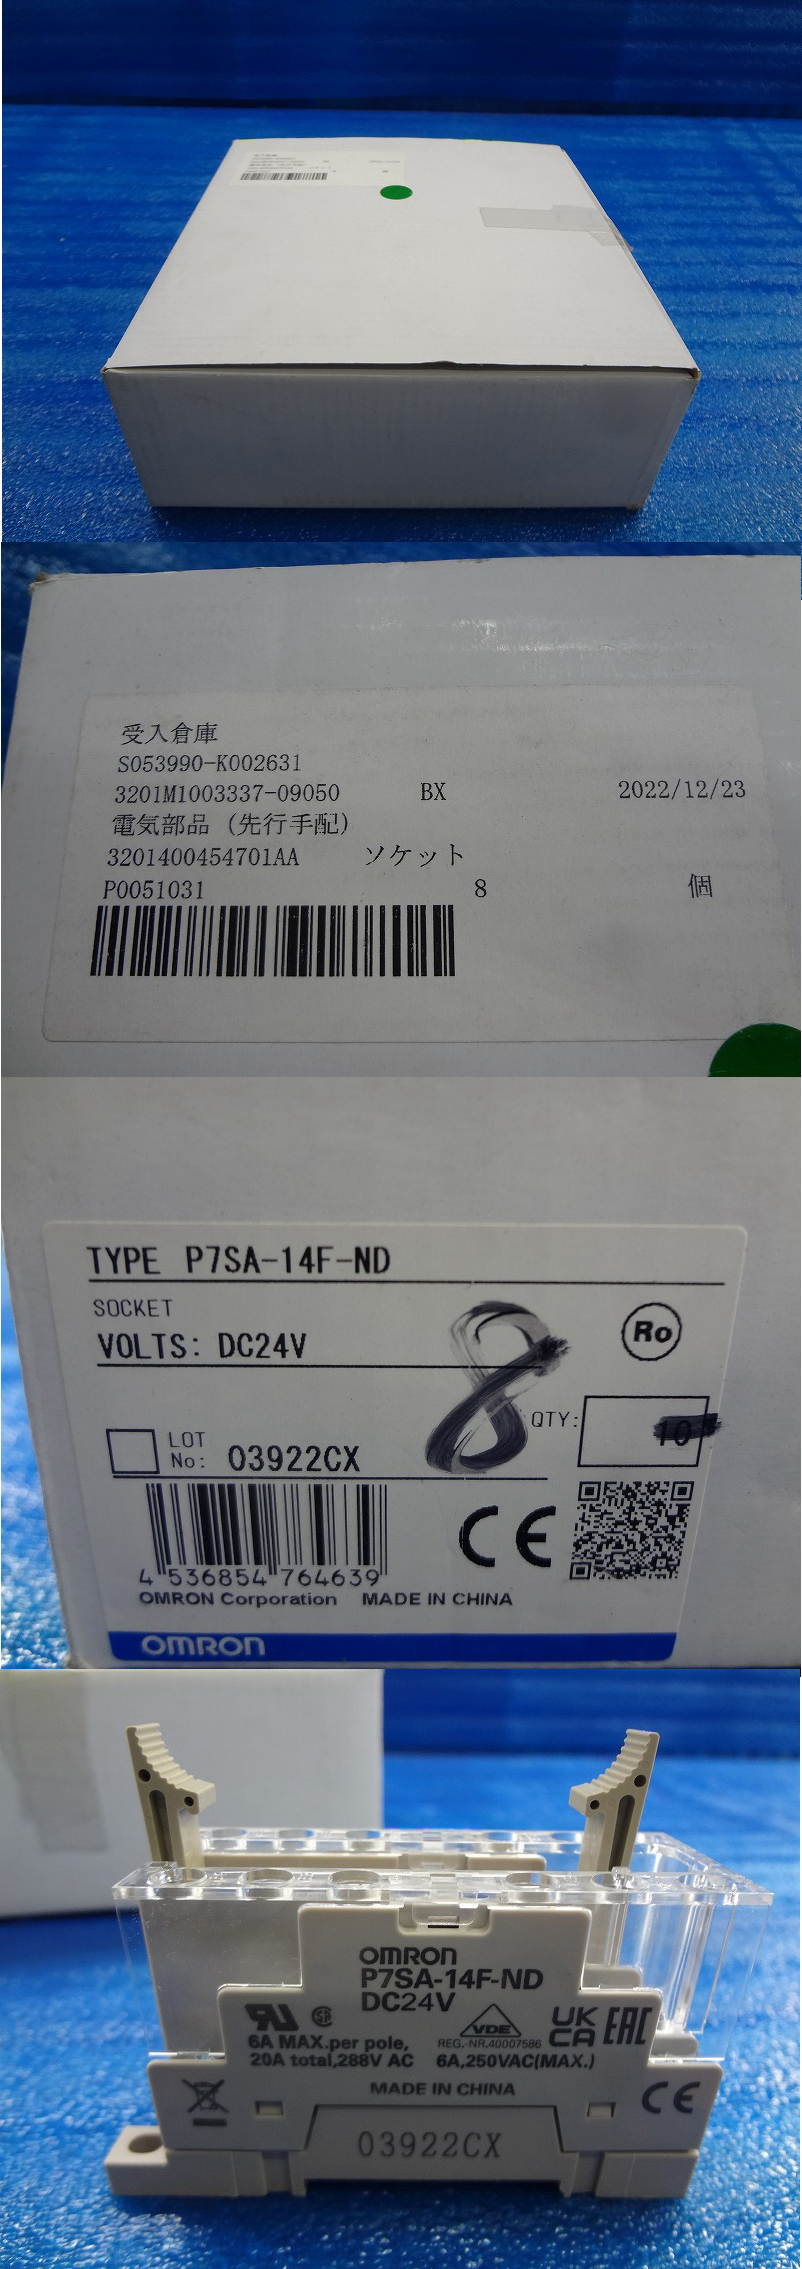 受入倉庫
S053990-K002631
3201M1003337-09050 BX 2022/12/23
電気部品 (先行手配)
3201400454701AA ソケット
P0051031 8 個
TYPE P7SA-14F-ND
SOCKET
VOLTS: DC24V
8
Ro
QTY: 10
LOT
No: 03922CX
CE
4 536854 764639
OMRON Corporation MADE IN CHINA
OMRON
OMRON
P7SA-14F-ND
DC24V
6A MAX.per pole,
20A total,288V AC
VDE
REG.-NR.40007586
6A,250VAC(MAX.)
UK
CA
EAC
MADE IN CHINA
CE
03922CX